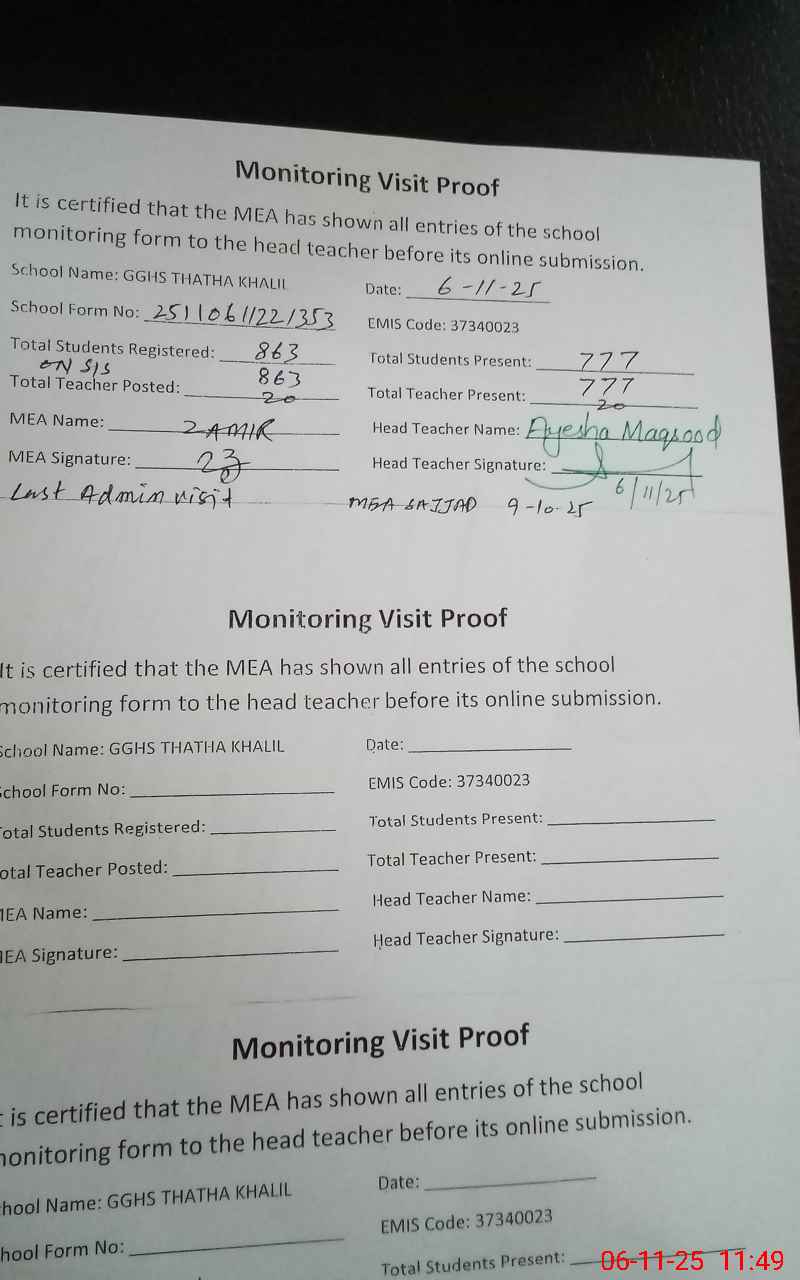 Monitoring Visit Proof
It is certified that the MEA has shown all entries of the school
monitoring form to the head teacher before its online submission.
School Name: GGHS THATHA KHALIL Date: 6-11-25
School Form No: 25110611221353 EMIS Code: 37340023
Total Students Registered: 863 Total Students Present: 777
ON SIS 863 777
Total Teacher Posted: 20 Total Teacher Present: 20
MEA Name: ZAMIR Head Teacher Name: Ayesha Maqsood
MEA Signature: Head Teacher Signature:
6/11/25
Last Admin visit MEA SAJJAD 9-10-25
Monitoring Visit Proof
It is certified that the MEA has shown all entries of the school
monitoring form to the head teacher before its online submission.
School Name: GGHS THATHA KHALIL Date:
School Form No: EMIS Code: 37340023
Total Students Registered: Total Students Present:
otal Teacher Posted: Total Teacher Present:
MEA Name: Head Teacher Name:
MEA Signature: Head Teacher Signature:
Monitoring Visit Proof
t is certified that the MEA has shown all entries of the school
monitoring form to the head teacher before its online submission.
hool Name: GGHS THATHA KHALIL Date:
hool Form No: EMIS Code: 37340023
Total Students Present:
06-11-25 11:49